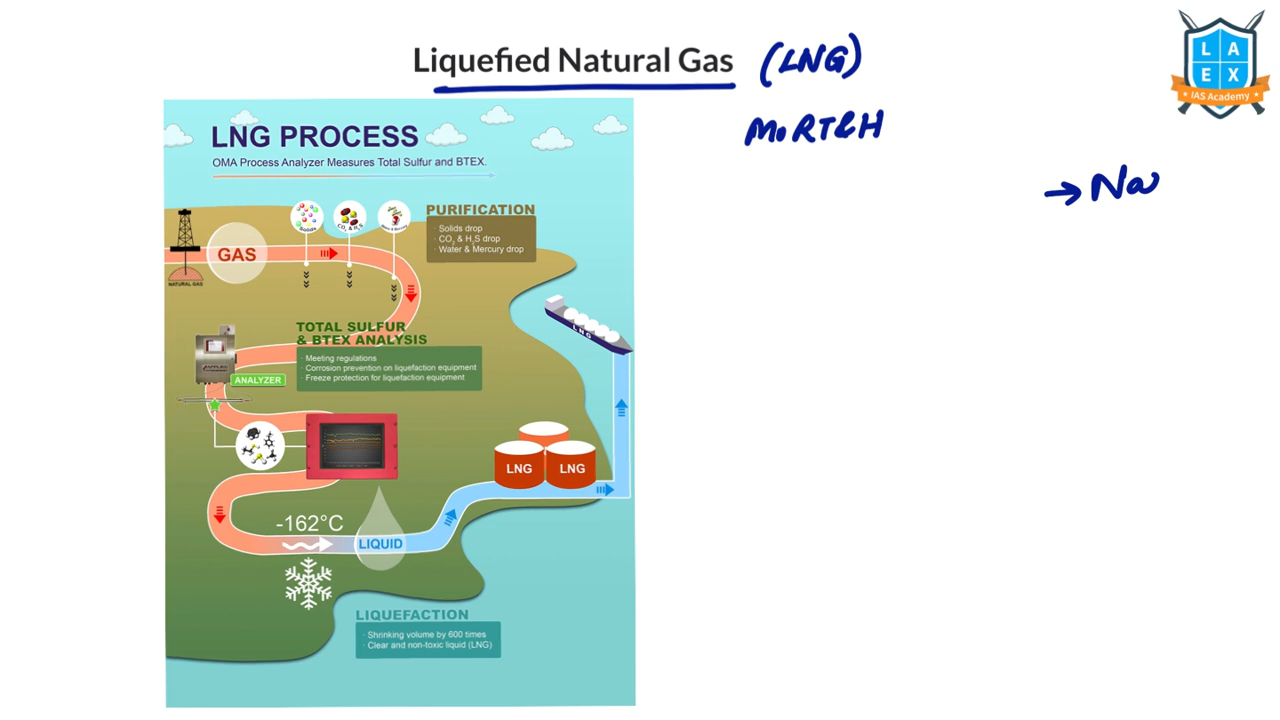 Liquefied Natural Gas (LNG)
MoRT&H
→ Na
L A
E X
IAS Academy
LNG PROCESS
OMA Process Analyzer Measures Total Sulfur and BTEX.
Solids
CO₂ & H₂S
Water & Mercury
PURIFICATION
· Solids drop
· CO₂ & H₂S drop
· Water & Mercury drop
GAS
NATURAL GAS
LNG
TOTAL SULFUR
& BTEX ANALYSIS
· Meeting regulations
· Corrosion prevention on liquefaction equipment
· Freeze protection for liquefaction equipment
ANALYZER
LNG
LNG
-162°C
LIQUID
LIQUEFACTION
· Shrinking volume by 600 times
· Clear and non-toxic liquid (LNG)